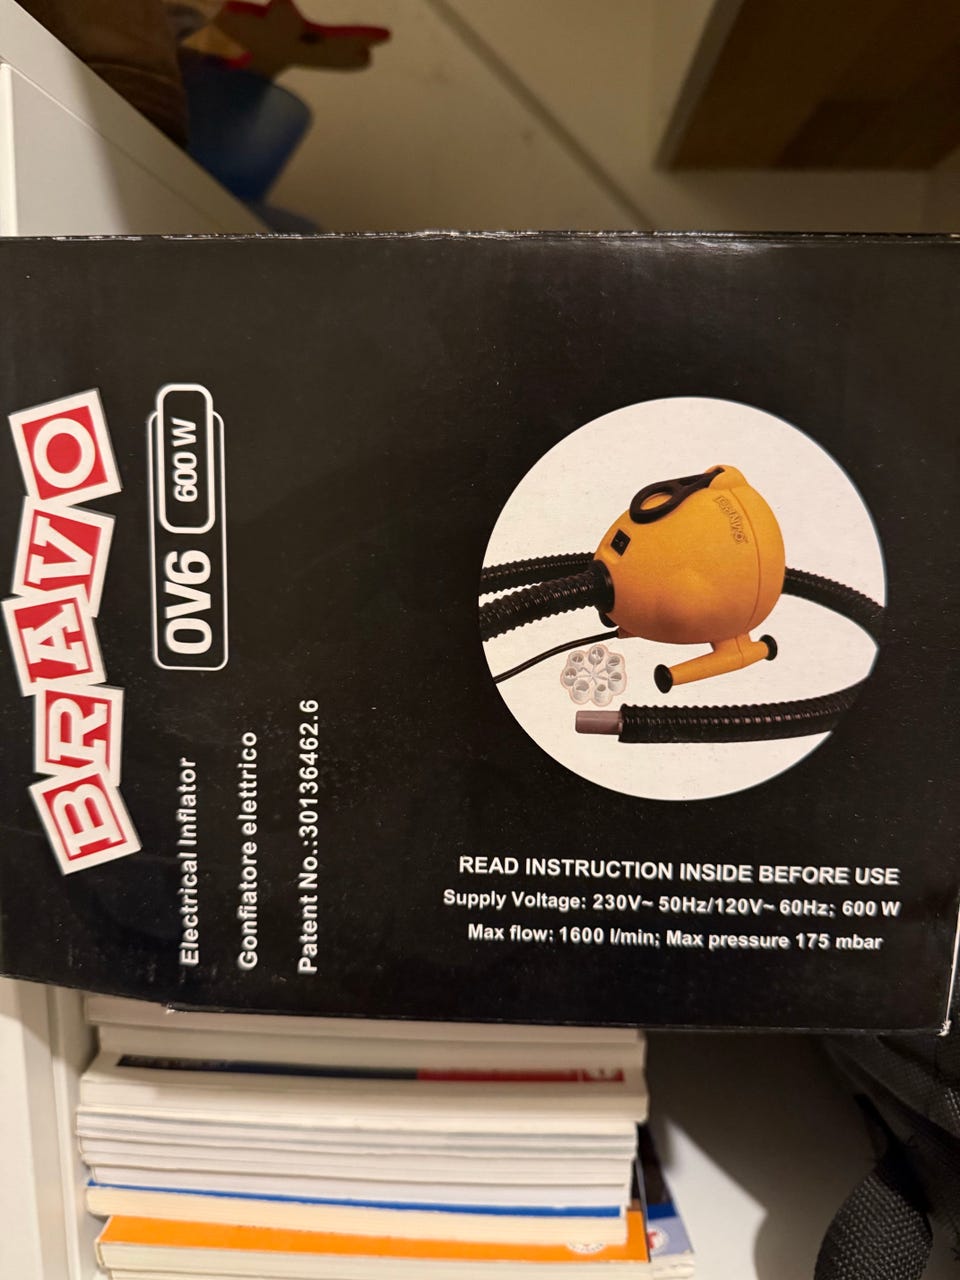 BRAVO
OV6 600 W
Electrical Inflator
Gonfiatore elettrico
Patent No.:30136462.6
BRAVO
READ INSTRUCTION INSIDE BEFORE USE
Supply Voltage: 230V~ 50Hz/120V~ 60Hz; 600 W
Max flow: 1600 l/min; Max pressure 175 mbar